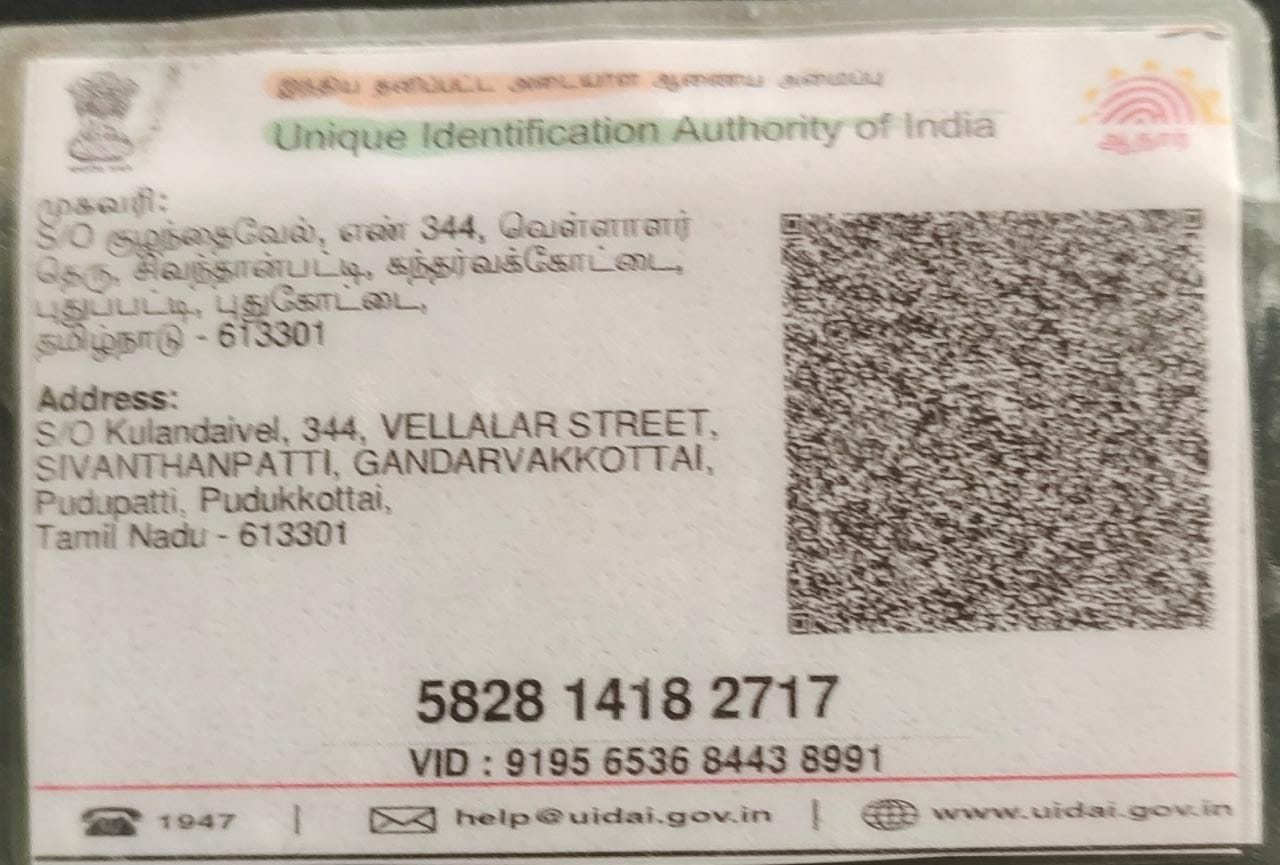 இந்திய தனிப்பட்ட அடையாள ஆணைய அமைப்பு
Unique Identification Authority of India
ஆதார்
முகவரி:
S/O குழந்தைவேல், எண் 344, வெள்ளாளர்
தெரு, சிவந்தான்பட்டி, கந்தர்வக்கோட்டை,
புதுப்பட்டி, புதுகோட்டை,
தமிழ்நாடு - 613301
Address:
S/O Kulandaivel, 344, VELLALAR STREET,
SIVANTHANPATTI, GANDARVAKKOTTAI,
Pudupatti, Pudukkottai,
Tamil Nadu - 613301
5828 1418 2717
VID : 9195 6536 8443 8991
1947 | help@uidai.gov.in | www.uidai.gov.in